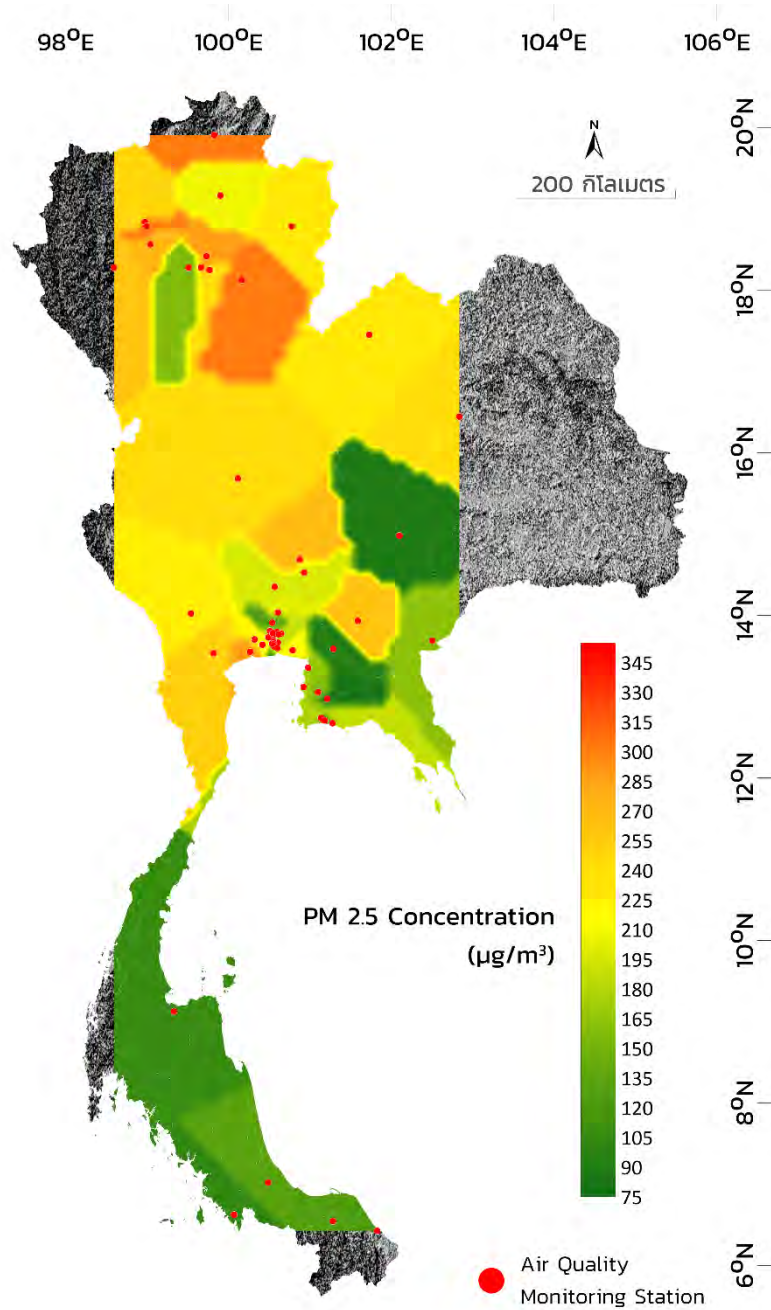 98°E 100°E 102°E 104°E 106°E
N
200 กิโลเมตร
20°N
18°N
16°N
14°N
12°N
10°N
8°N
6°N
PM 2.5 Concentration
(µg/m³)
345
330
315
300
285
270
255
240
225
210
195
180
165
150
135
120
105
90
75
Air Quality
Monitoring Station